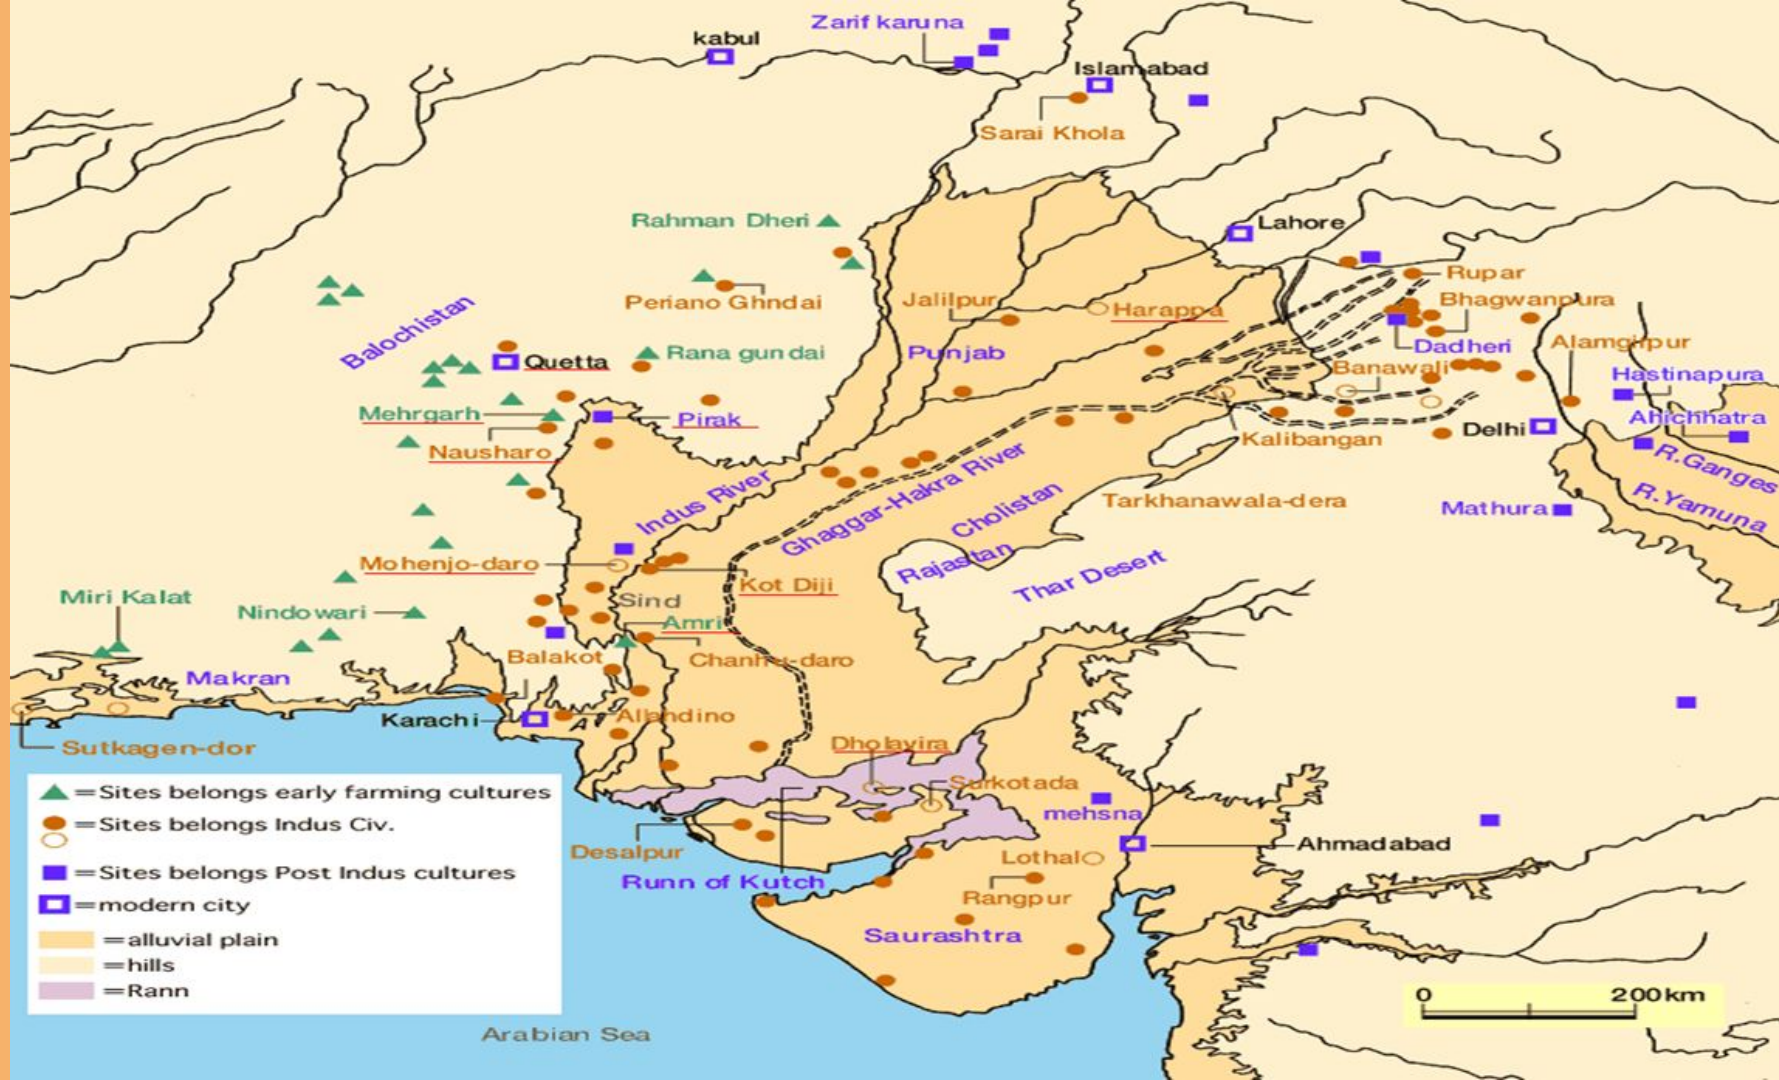 Zarif karuna
kabul
Islamabad
Sarai Khola
Rahman Dheri
Lahore
Rupar
Periano Ghndai
Jalilpur
Harappa
Bhagwanpura
Balochistan
Quetta
Rana gundai
Punjab
Dadheri
Alamgirpur
Banawali
Hastinapura
Mehrgarh
Pirak
Ahichhatra
Nausharo
Kalibangan
Delhi
R.Ganges
Indus River
Ghaggar-Hakra River
Cholistan
Tarkhanawala-dera
Mathura
R.Yamuna
Mohenjo-daro
Rajastan
Thar Desert
Kot Diji
Miri Kalat
Nindowari
Sind
Amri
Balakot
Chanhu-daro
Makran
Karachi
Allahdino
Sutkagen-dor
Dholavira
Surkotada
mehsna
Desalpur
Lothal
Ahmadabad
Runn of Kutch
Rangpur
Saurashtra
=Sites belongs early farming cultures
=Sites belongs Indus Civ.
=Sites belongs Post Indus cultures
=modern city
=alluvial plain
=hills
=Rann
Arabian Sea
0 200km